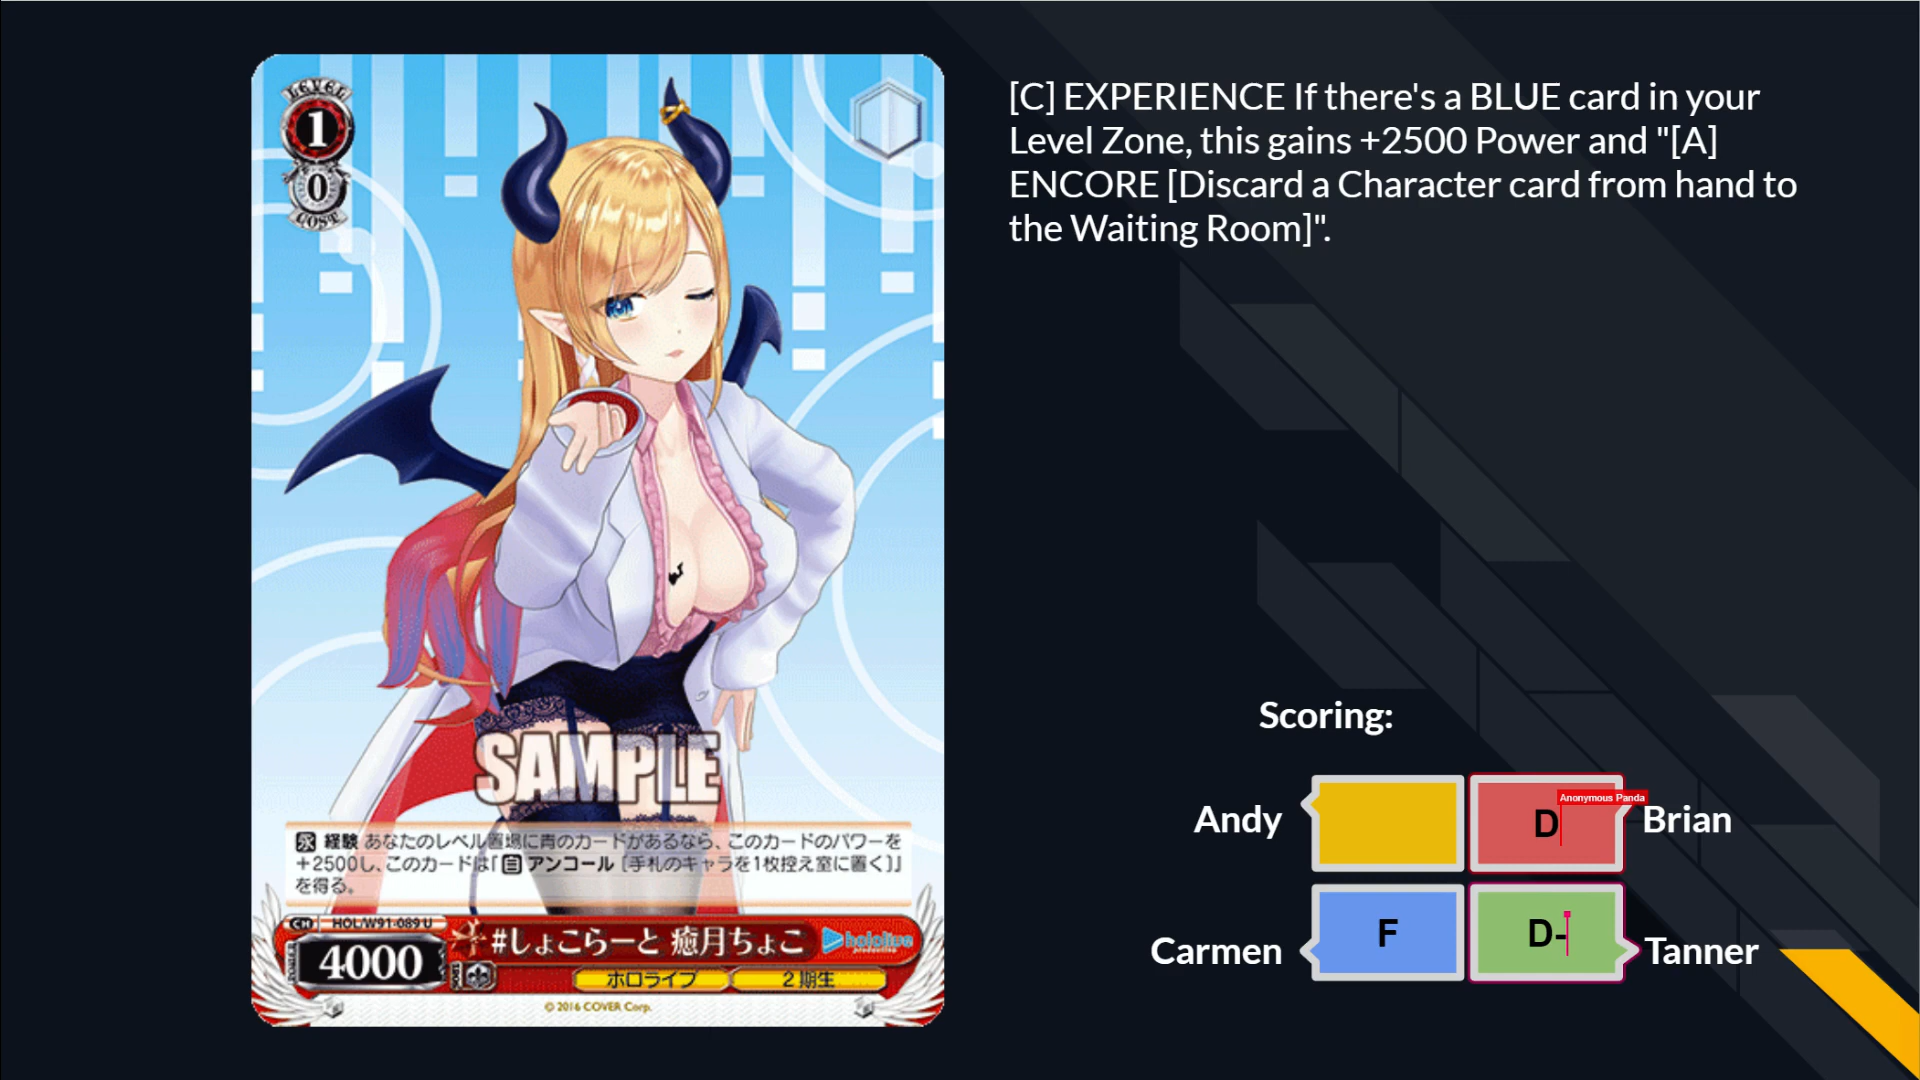 LEVEL
1
0
COST
SAMPLE
永 経験 あなたのレベル置場に青のカードがあるなら、このカードのパワーを
+2500し、このカードは「自 アンコール [手札のキャラを1枚控え室に置く]」
を得る。
CH HOL/W91-089 U
POWER 4000
#しょこらーと 癒月ちょこ
hololive production
SOUL
ホロライブ
2期生
© 2016 COVER Corp.
[C] EXPERIENCE If there's a BLUE card in your
Level Zone, this gains +2500 Power and "[A]
ENCORE [Discard a Character card from hand to
the Waiting Room]".
Scoring:
Andy
D
Anonymous Panda
Brian
Carmen
F
D-
Tanner